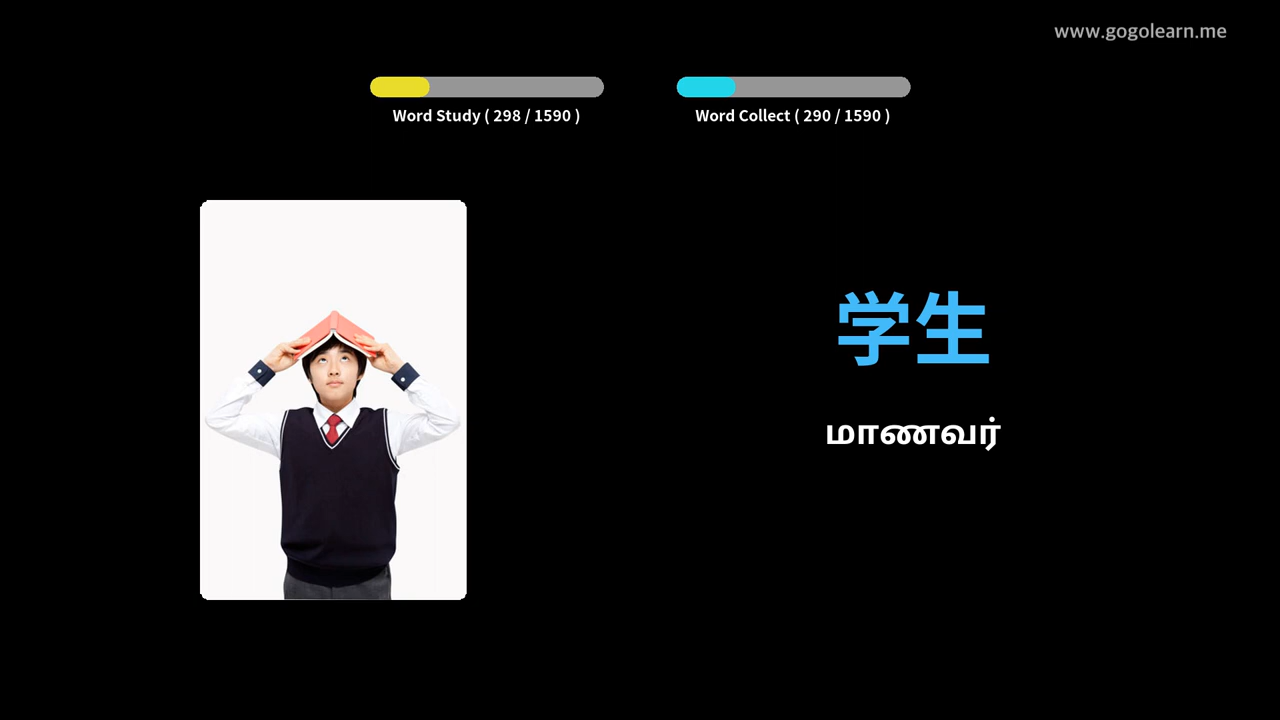 www.gogolearn.me
Word Study ( 298 / 1590 )
Word Collect ( 290 / 1590 )
学生
மாணவர்